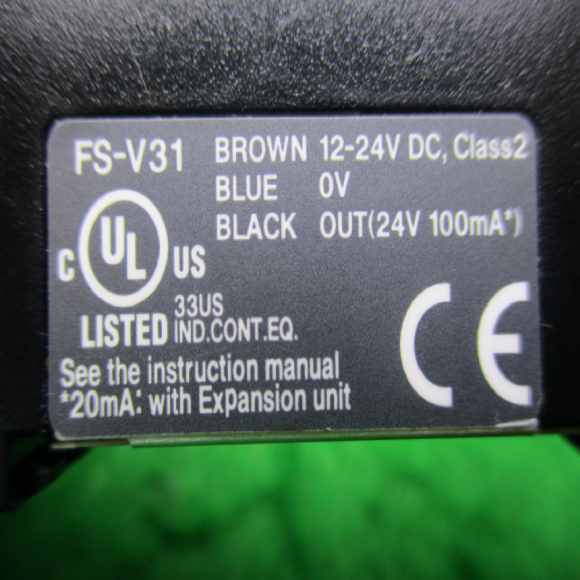 FS-V31 BROWN 12-24V DC, Class2
BLUE 0V
BLACK OUT(24V 100mA*)
C UL US
LISTED 33US IND.CONT.EQ.
CE
See the instruction manual
*20mA: with Expansion unit